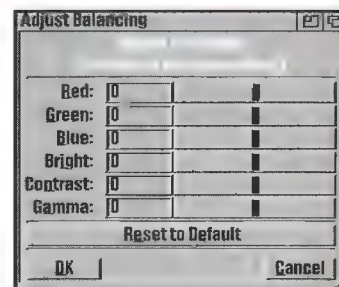 Adjust Balancing
Red: 0
Green: 0
Blue: 0
Bright: 0
Contrast: 0
Gamma: 0
Reset to Default
OK Cancel